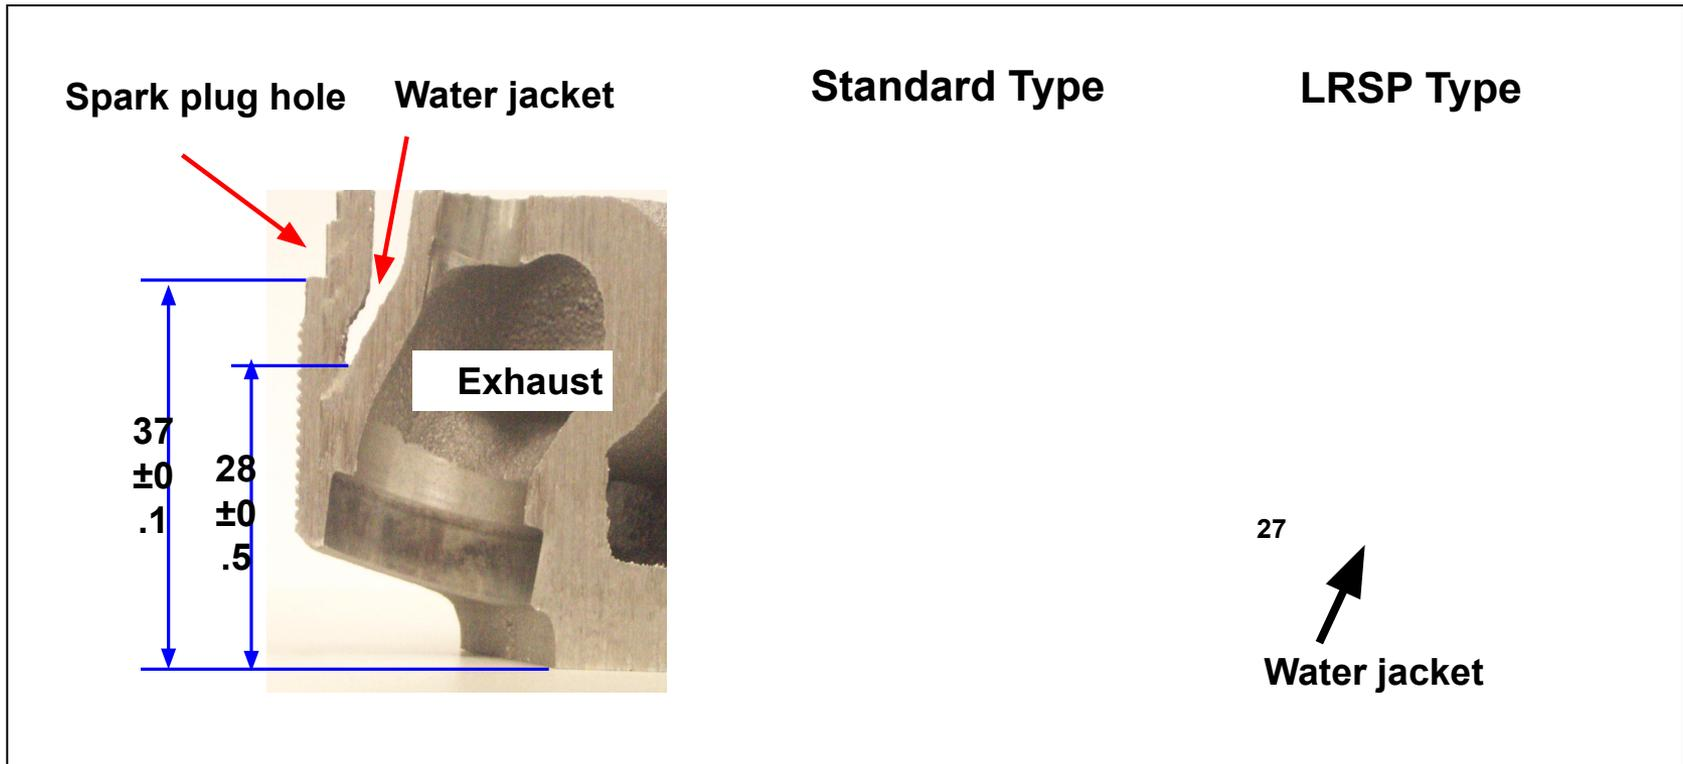 Spark plug hole
Water jacket
Standard Type
LRSP Type
Exhaust
37
±0
.1
28
±0
.5
27
Water jacket